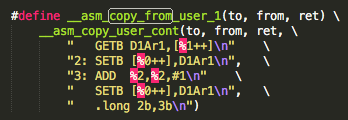 #define __asm_copy_from_user_1(to, from, ret) \
__asm_copy_user_cont(to, from, ret, \
" GETB D1Ar1,[%1++]\n" \
"2: SETB [%0++],D1Ar1\n", \
"3: ADD %2,%2,#1\n" \
" SETB [%0++],D1Ar1\n", \
" .long 2b,3b\n")